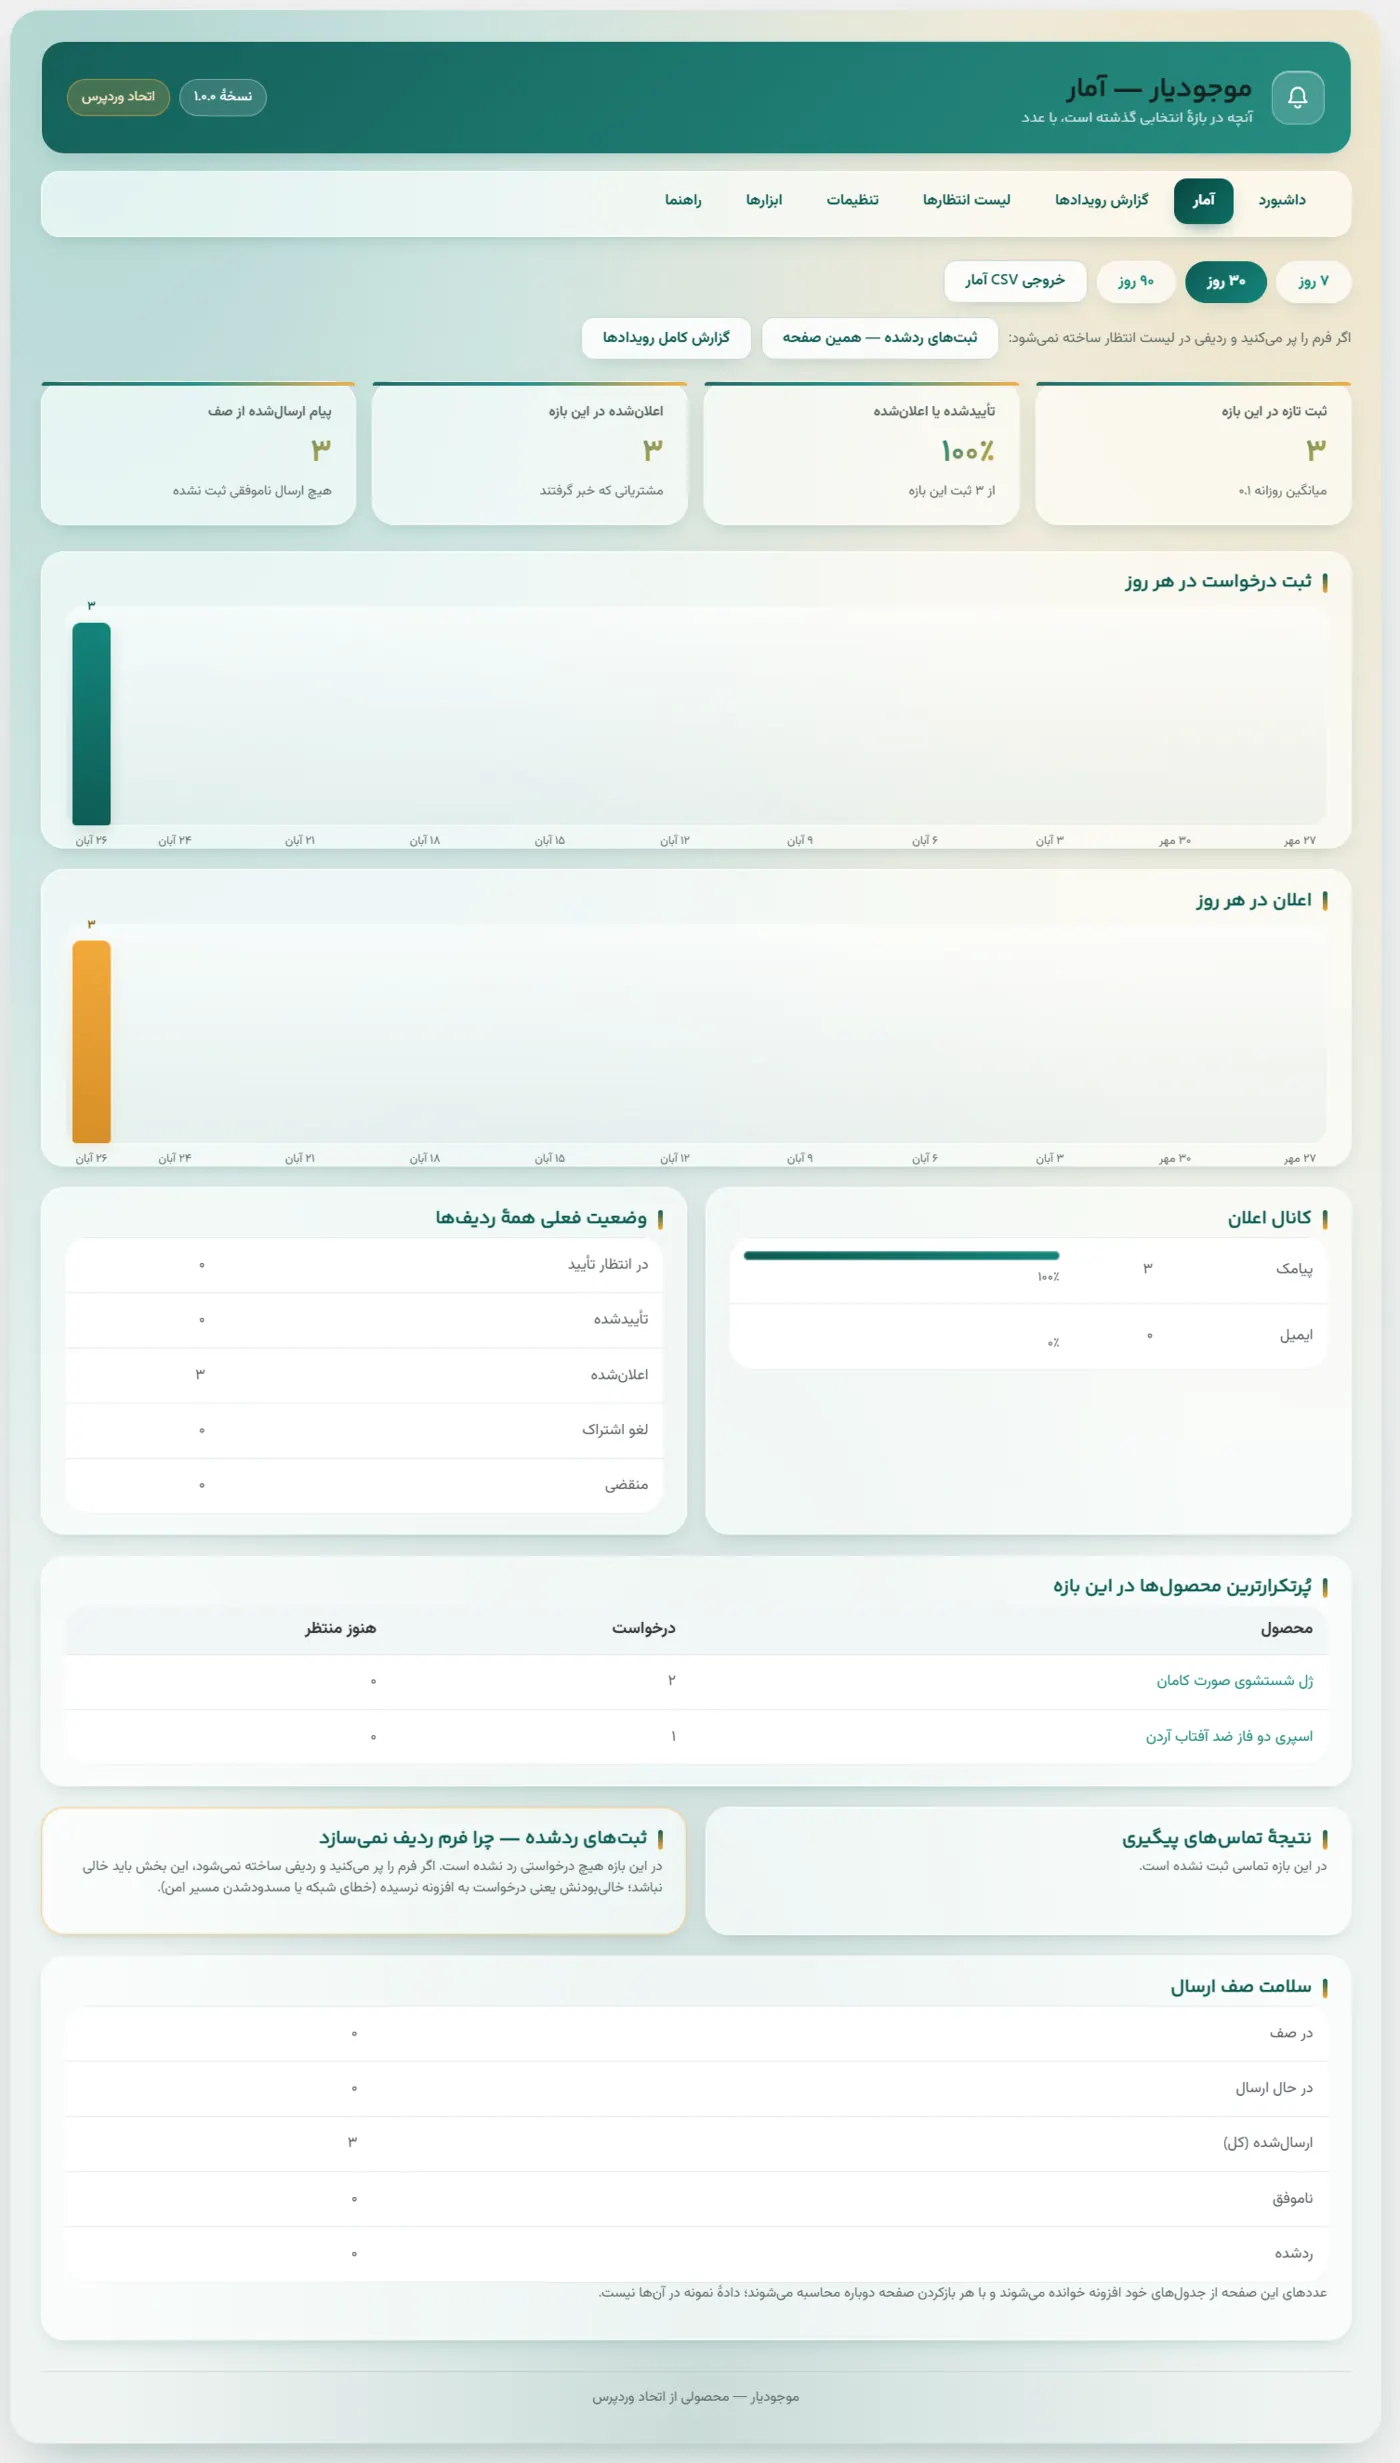 موجودیار — آمار
آنچه در بازهٔ انتخابی گذشته است، با عدد
نسخهٔ ۱.۰.۰
اتحاد وردپرس
داشبورد
آمار
گزارش رویدادها
لیست انتظارها
تنظیمات
ابزارها
راهنما
۷ روز
۳۰ روز
۹۰ روز
خروجی CSV آمار
اگر فرم را پر می‌کنید و ردیفی در لیست انتظار ساخته نمی‌شود:
ثبت‌های ردشده — همین صفحه
گزارش کامل رویدادها
ثبت تازه در این بازه
۳
میانگین روزانه ۰.۱
تأییدشده یا اعلان‌شده
۱۰۰٪
از ۳ ثبت این بازه
اعلان‌شده در این بازه
۳
مشتریانی که خبر گرفتند
پیام ارسال‌شده از صف
۳
هیچ ارسال ناموفقی ثبت نشده
ثبت درخواست در هر روز
۳
۲۷ مهر
۳۰ مهر
۳ آبان
۶ آبان
۹ آبان
۱۲ آبان
۱۵ آبان
۱۸ آبان
۲۱ آبان
۲۴ آبان
۲۶ آبان
اعلان در هر روز
۳
۲۷ مهر
۳۰ مهر
۳ آبان
۶ آبان
۹ آبان
۱۲ آبان
۱۵ آبان
۱۸ آبان
۲۱ آبان
۲۴ آبان
۲۶ آبان
کانال اعلان
پیامک ۳ ۱۰۰٪
ایمیل ۰ ۰٪
وضعیت فعلی همهٔ ردیف‌ها
در انتظار تأیید ۰
تأییدشده ۰
اعلان‌شده ۳
لغو اشتراک ۰
منقضی ۰
پُرتکرارترین محصول‌ها در این بازه
محصول درخواست هنوز منتظر
ژل شستشوی صورت کامان ۲ ۰
اسپری دو فاز ضد آفتاب آردن ۱ ۰
نتیجهٔ تماس‌های پیگیری
در این بازه تماسی ثبت نشده است.
ثبت‌های ردشده — چرا فرم ردیف نمی‌سازد
در این بازه هیچ درخواستی رد نشده است. اگر فرم را پر می‌کنید و ردیفی ساخته نمی‌شود، این بخش باید خالی
نباشد؛ خالی‌بودنش یعنی درخواست به افزونه نرسیده (خطای شبکه یا مسدودشدن مسیر امن).
سلامت صف ارسال
در صف ۰
در حال ارسال ۰
ارسال‌شده (کل) ۳
ناموفق ۰
ردشده ۰
عددهای این صفحه از جدول‌های خود افزونه خوانده می‌شوند و با هر بازکردن صفحه دوباره محاسبه می‌شوند؛ دادهٔ نمونه در آن‌ها نیست.
موجودیار — محصولی از اتحاد وردپرس